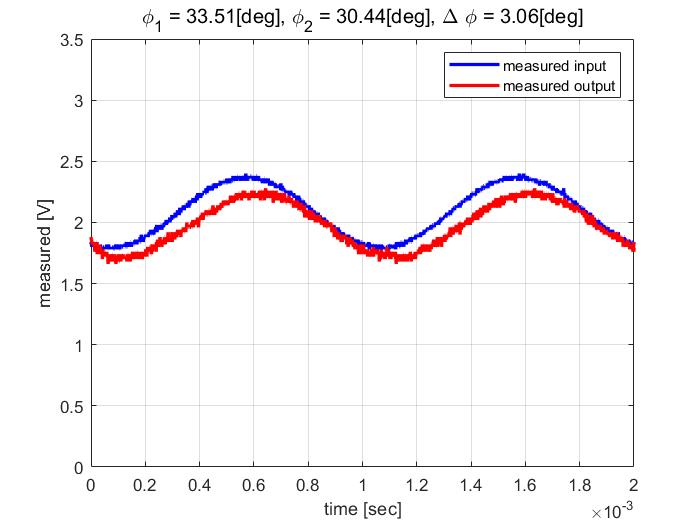 ϕ1 = 33.51[deg], ϕ2 = 30.44[deg], Δ ϕ = 3.06[deg]
3.5
measured input
measured output
3
2.5
2
1.5
1
0.5
0
measured [V]
0 0.2 0.4 0.6 0.8 1 1.2 1.4 1.6 1.8 2
time [sec]
×10-3